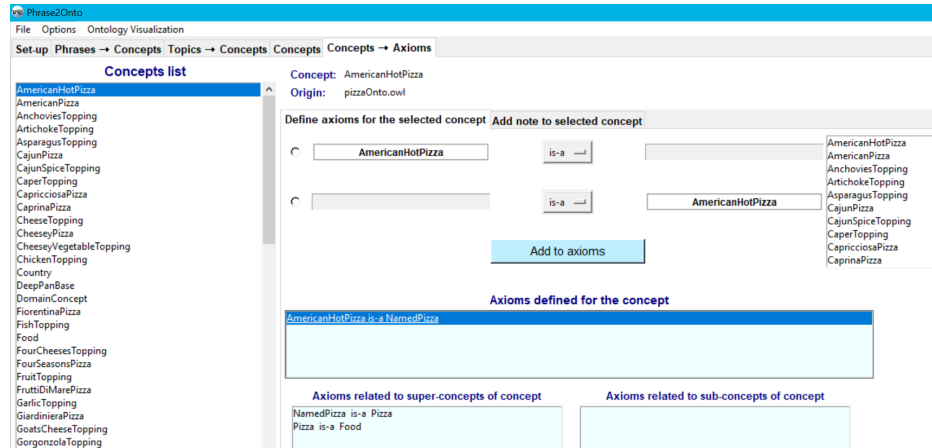 Phrase2Onto
File Options Ontology Visualization
Set-up Phrases → Concepts Topics → Concepts Concepts Concepts → Axioms
Concepts list
AmericanHotPizza
AmericanPizza
AnchoviesTopping
ArtichokeTopping
AsparagusTopping
CajunPizza
CajunSpiceTopping
CaperTopping
CapricciosaPizza
CaprinaPizza
CheeseTopping
CheeseyPizza
CheeseyVegetableTopping
ChickenTopping
Country
DeepPanBase
DomainConcept
FiorentinaPizza
FishTopping
Food
FourCheesesTopping
FourSeasonsPizza
FruitTopping
FruttiDiMarePizza
GarlicTopping
GiardinieraPizza
GoatsCheeseTopping
GorgonzolaTopping
Concept: AmericanHotPizza
Origin: pizzaOnto.owl
Define axioms for the selected concept Add note to selected concept
AmericanHotPizza is-a
is-a AmericanHotPizza
AmericanHotPizza
AmericanPizza
AnchoviesTopping
ArtichokeTopping
AsparagusTopping
CajunPizza
CajunSpiceTopping
CaperTopping
CapricciosaPizza
CaprinaPizza
Add to axioms
Axioms defined for the concept
AmericanHotPizza is-a NamedPizza
Axioms related to super-concepts of concept
NamedPizza is-a Pizza
Pizza is-a Food
Axioms related to sub-concepts of concept